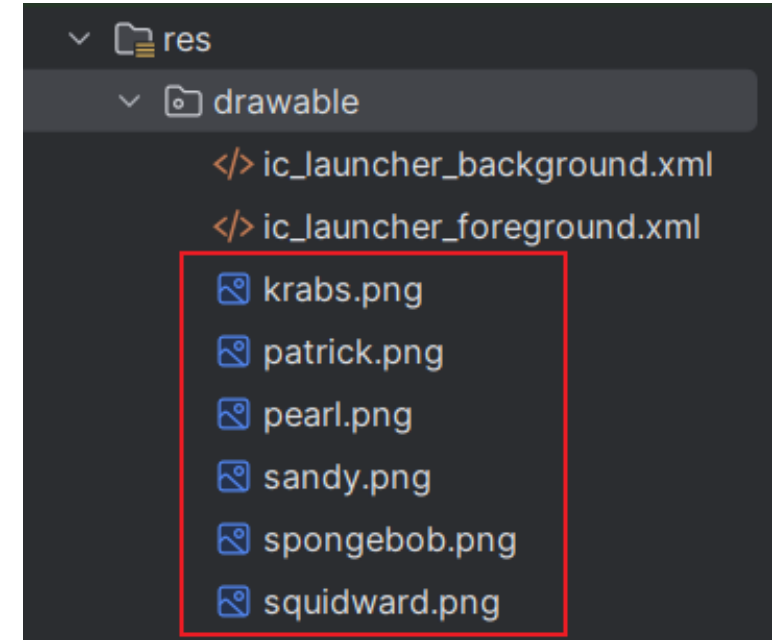 res
drawable
ic_launcher_background.xml
ic_launcher_foreground.xml
krabs.png
patrick.png
pearl.png
sandy.png
spongebob.png
squidward.png